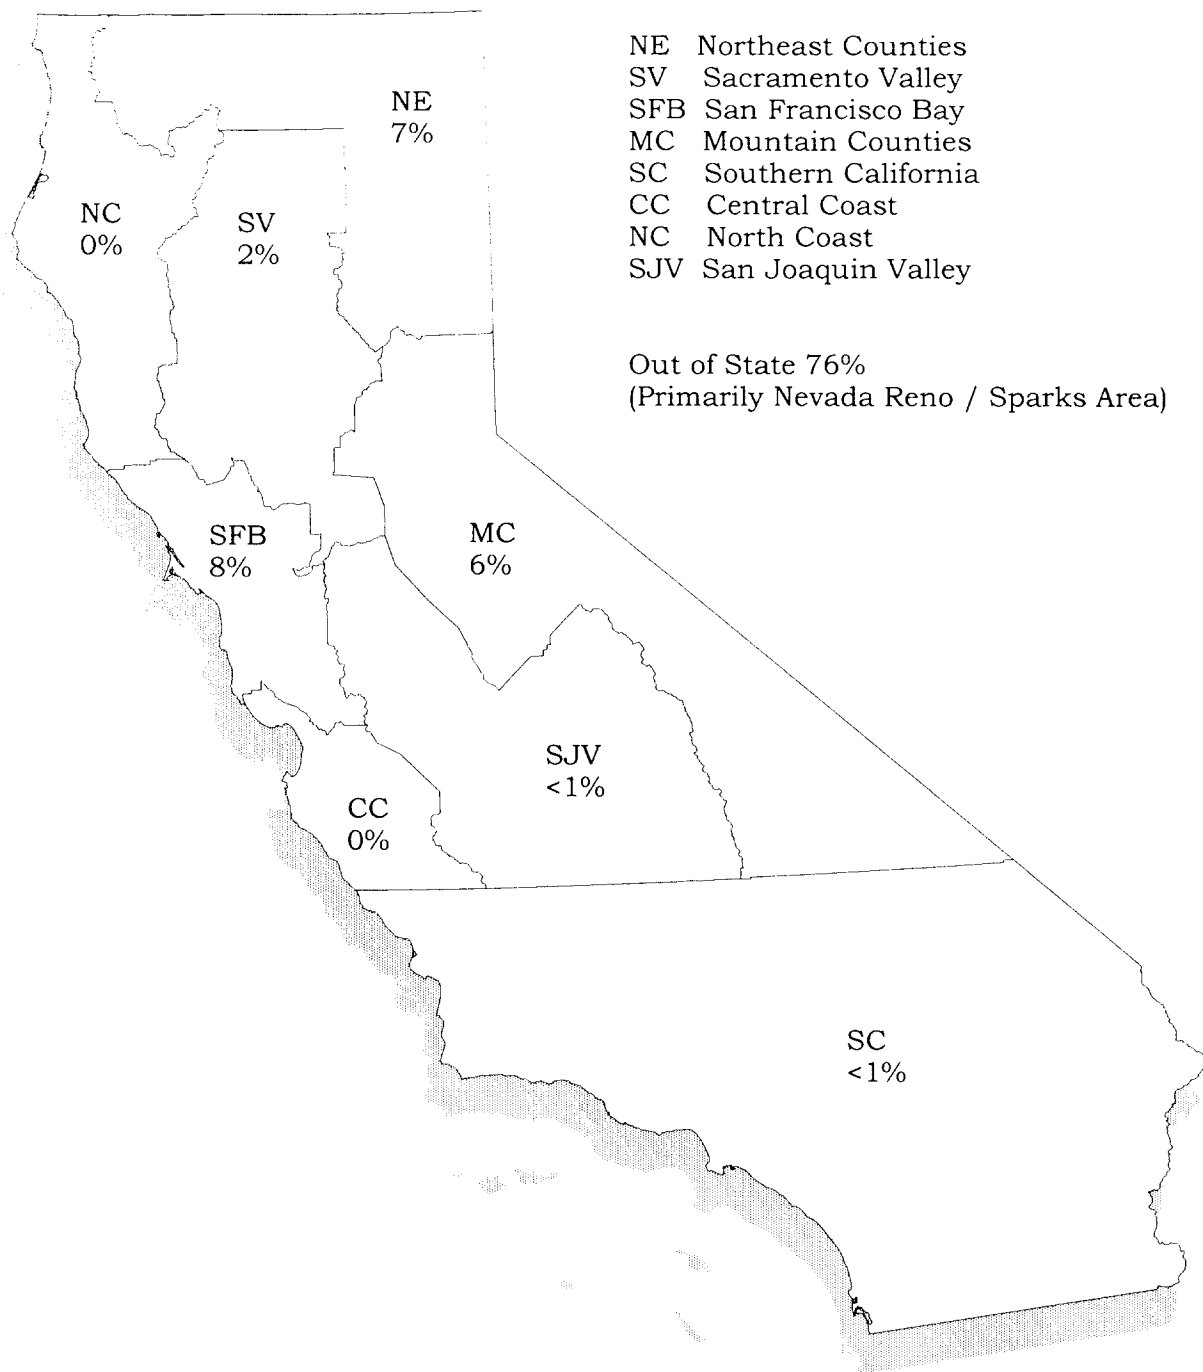 NE Northeast Counties
SV Sacramento Valley
SFB San Francisco Bay
MC Mountain Counties
SC Southern California
CC Central Coast
NC North Coast
SJV San Joaquin Valley
Out of State 76%
(Primarily Nevada Reno / Sparks Area)
NE
7%
NC
0%
SV
2%
SFB
8%
MC
6%
SJV
<1%
CC
0%
SC
<1%